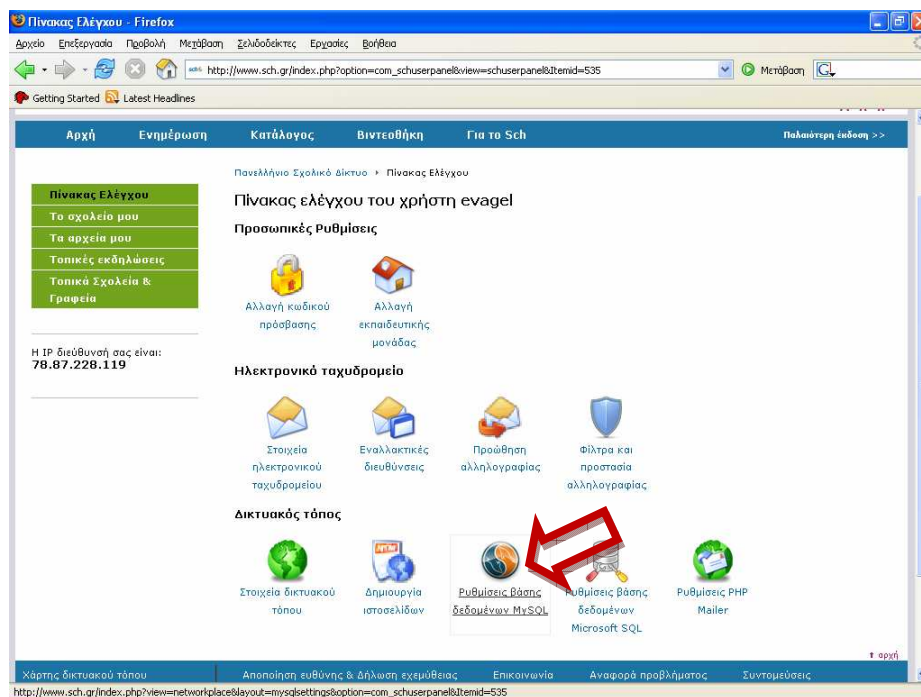 Πίνακας Ελέγχου - Firefox
Αρχείο Επεξεργασία Προβολή Μετάβαση Σελιδοδείκτες Εργασίες Βοήθεια
http://www.sch.gr/index.php?option=com_schuserpanel&view=schuserpanel&Itemid=535
Μετάβαση
Getting Started Latest Headlines
Αρχή Ενημέρωση Κατάλογος Βιντεοθήκη Για το Sch Παλαιότερη έκδοση >>
Πανελλήνιο Σχολικό Δίκτυο Πίνακας Ελέγχου
Πίνακας Ελέγχου
Το σχολείο μου
Τα αρχεία μου
Τοπικές εκδηλώσεις
Τοπικά Σχολεία &
Γραφεία
Η IP διεύθυνσή σας είναι:
78.87.228.119
Πίνακας ελέγχου του χρήστη evagel
Προσωπικές Ρυθμίσεις
Αλλαγή κωδικού
πρόσβασης
Αλλαγή
εκπαιδευτικής
μονάδας
Ηλεκτρονικό ταχυδρομείο
Στοιχεία
ηλεκτρονικού
ταχυδρομείου
Εναλλακτικές
διευθύνσεις
Προώθηση
αλληλογραφίας
Φίλτρα και
προστασία
αλληλογραφίας
Δικτυακός τόπος
Στοιχεία δικτυακού
τόπου
Δημιουργία
ιστοσελίδων
Ρυθμίσεις βάσης
δεδομένων MySQL
Ρυθμίσεις βάσης
δεδομένων
Microsoft SQL
Ρυθμίσεις PHP
Mailer
αρχή
Χάρτης δικτυακού τόπου Αποποίηση ευθύνης & Δήλωση εχεμύθειας Επικοινωνία Αναφορά προβλήματος Συντομεύσεις
http://www.sch.gr/index.php?view=networkplace&layout=mysqlsettings&option=com_schuserpanel&Itemid=535